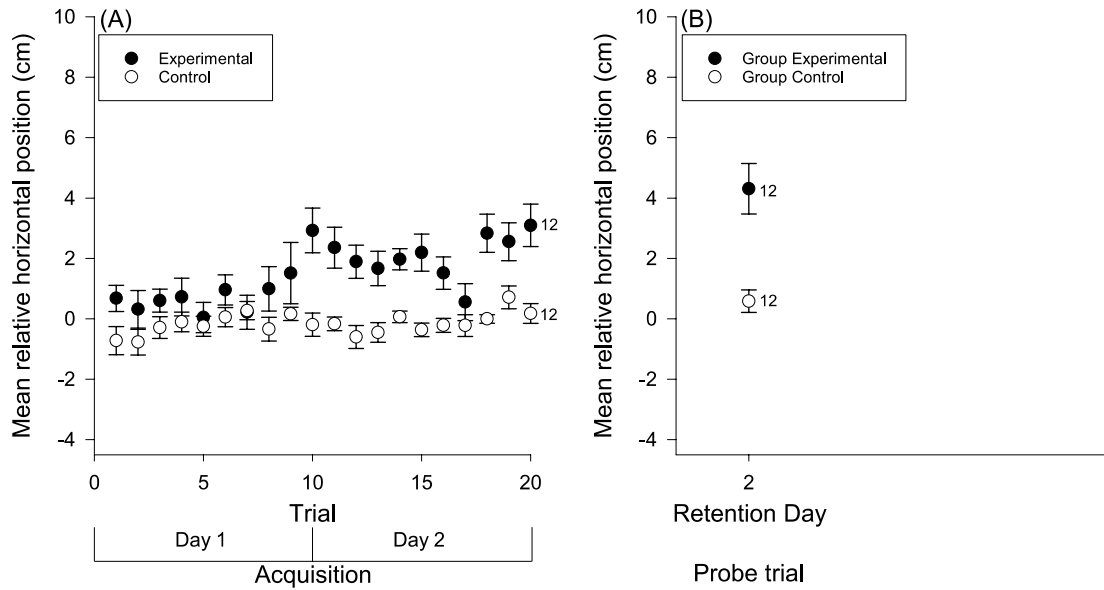 (A)
Mean relative horizontal position (cm)
10
8
6
4
2
0
-2
-4
Experimental
Control
12
12
0
5
10
15
20
Trial
Day 1
Day 2
Acquisition
(B)
Mean relative horizontal position (cm)
10
8
6
4
2
0
-2
-4
Group Experimental
Group Control
12
12
2
Retention Day
Probe trial